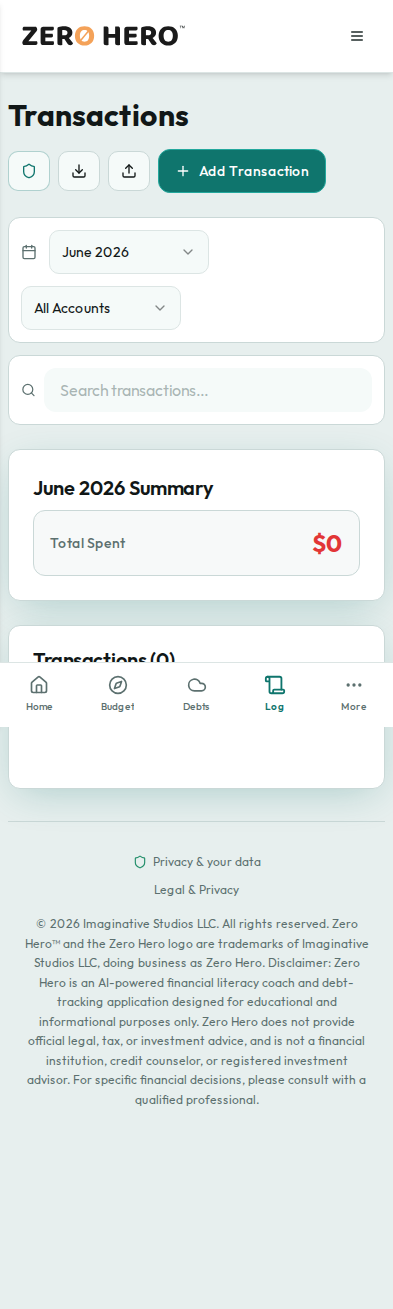 ZERO HERO™
Transactions
Add Transaction
June 2026
All Accounts
Search transactions...
June 2026 Summary
Total Spent
$0
Transactions (0)
Home
Budget
Debts
Log
More
Privacy & your data
Legal & Privacy
© 2026 Imaginative Studios LLC. All rights reserved. Zero
Hero™ and the Zero Hero logo are trademarks of Imaginative
Studios LLC, doing business as Zero Hero. Disclaimer: Zero
Hero is an AI-powered financial literacy coach and debt-
tracking application designed for educational and
informational purposes only. Zero Hero does not provide
official legal, tax, or investment advice, and is not a financial
institution, credit counselor, or registered investment
advisor. For specific financial decisions, please consult with a
qualified professional.